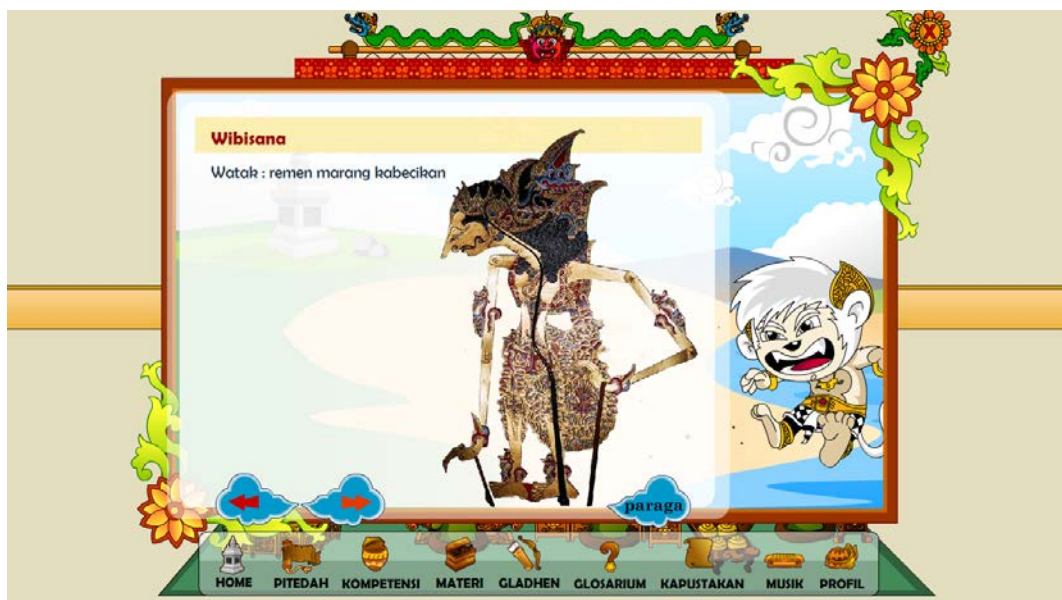 X
Wibisana
Watak : remen marang kabecikan
paraga
HOME PITEDAH KOMPETENSI MATERI GLADHEN GLOSARIUM KAPUSTAKAN MUSIK PROFIL